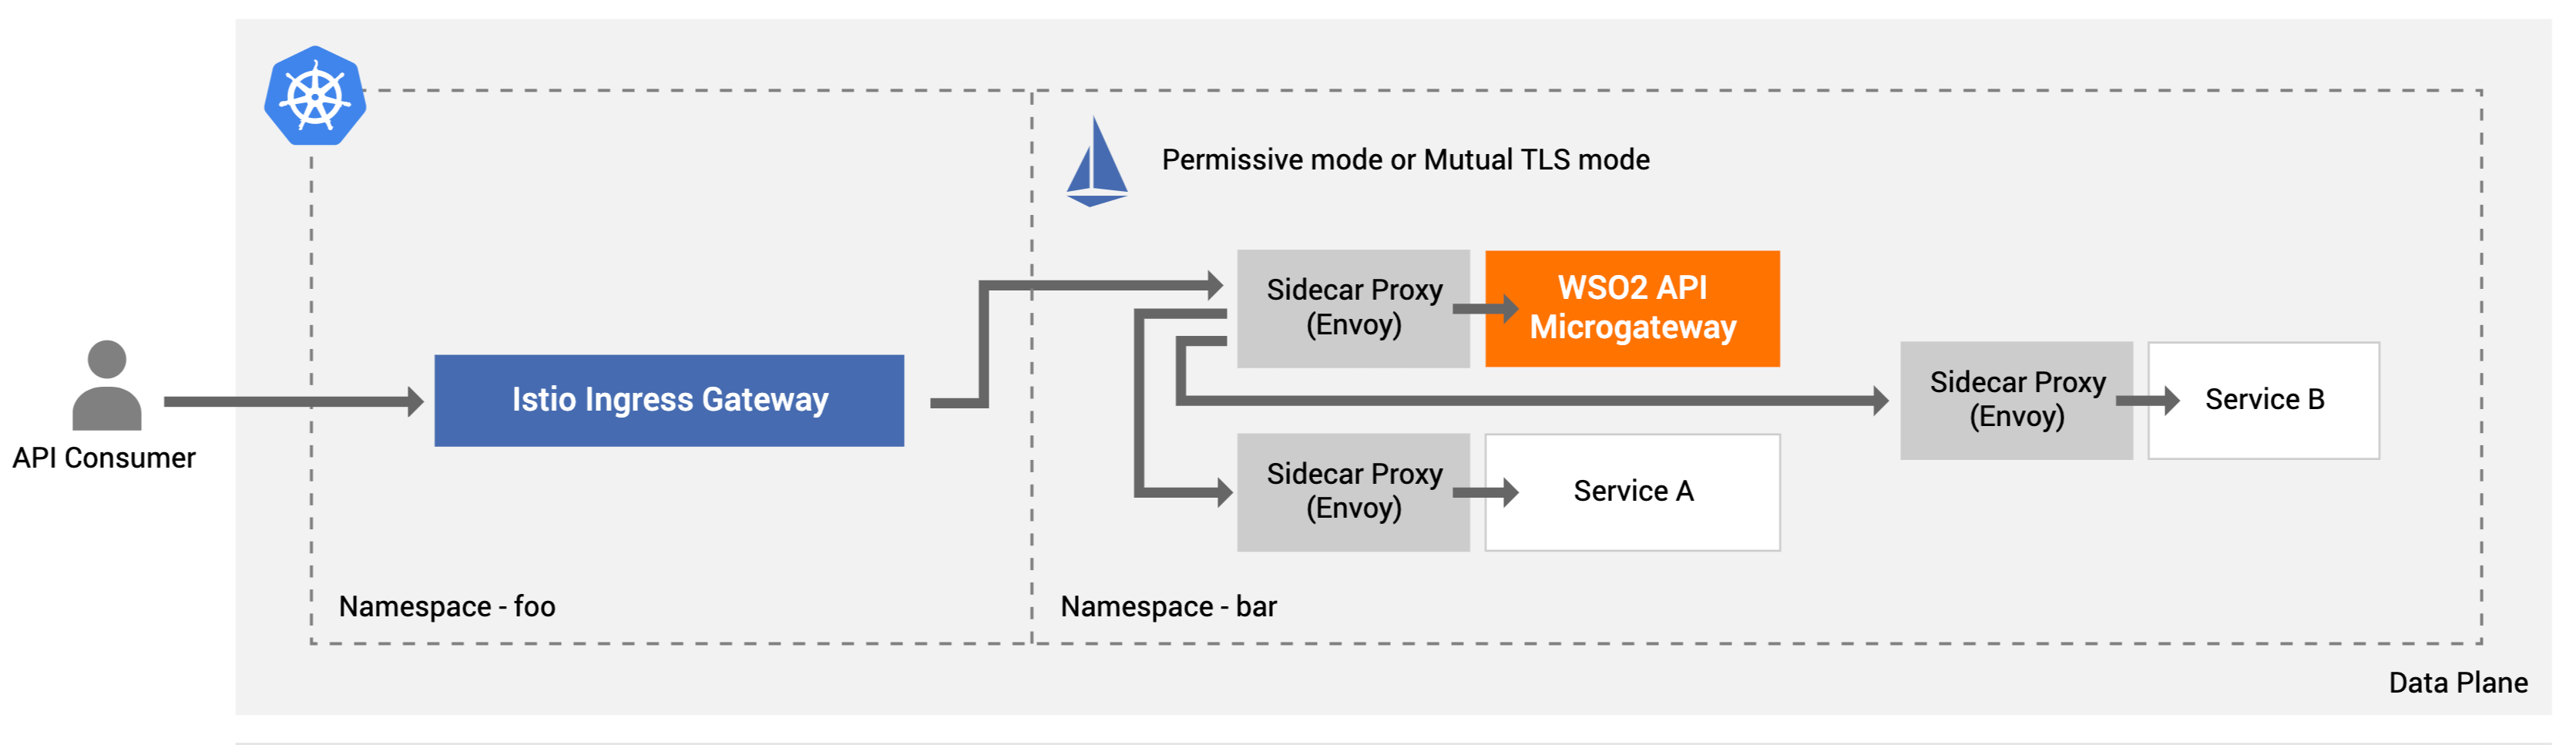 Permissive mode or Mutual TLS mode
Sidecar Proxy
(Envoy)
WSO2 API
Microgateway
API Consumer
Istio Ingress Gateway
Sidecar Proxy
(Envoy)
Service B
Sidecar Proxy
(Envoy)
Service A
Namespace - foo
Namespace - bar
Data Plane